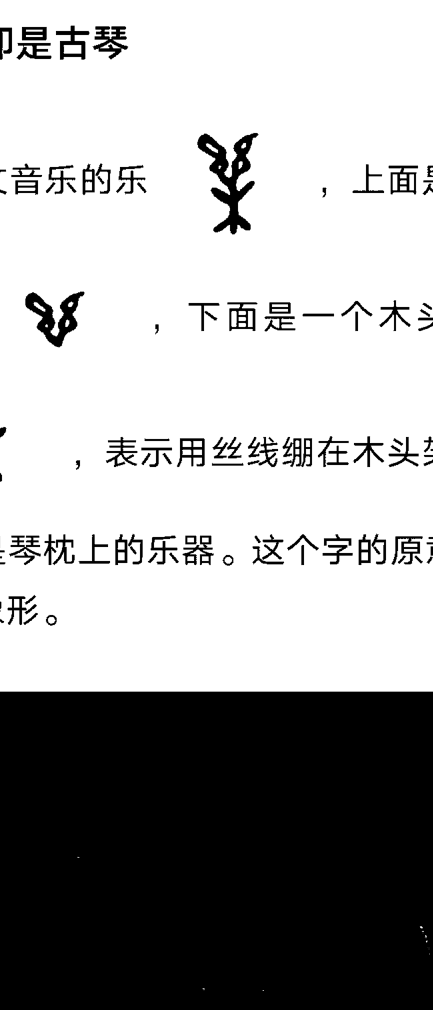 即是古琴
文音乐的乐 ，上面是
，下面是一个木头
，表示用丝线绷在木头架
是琴枕上的乐器。这个字的原意
象形。